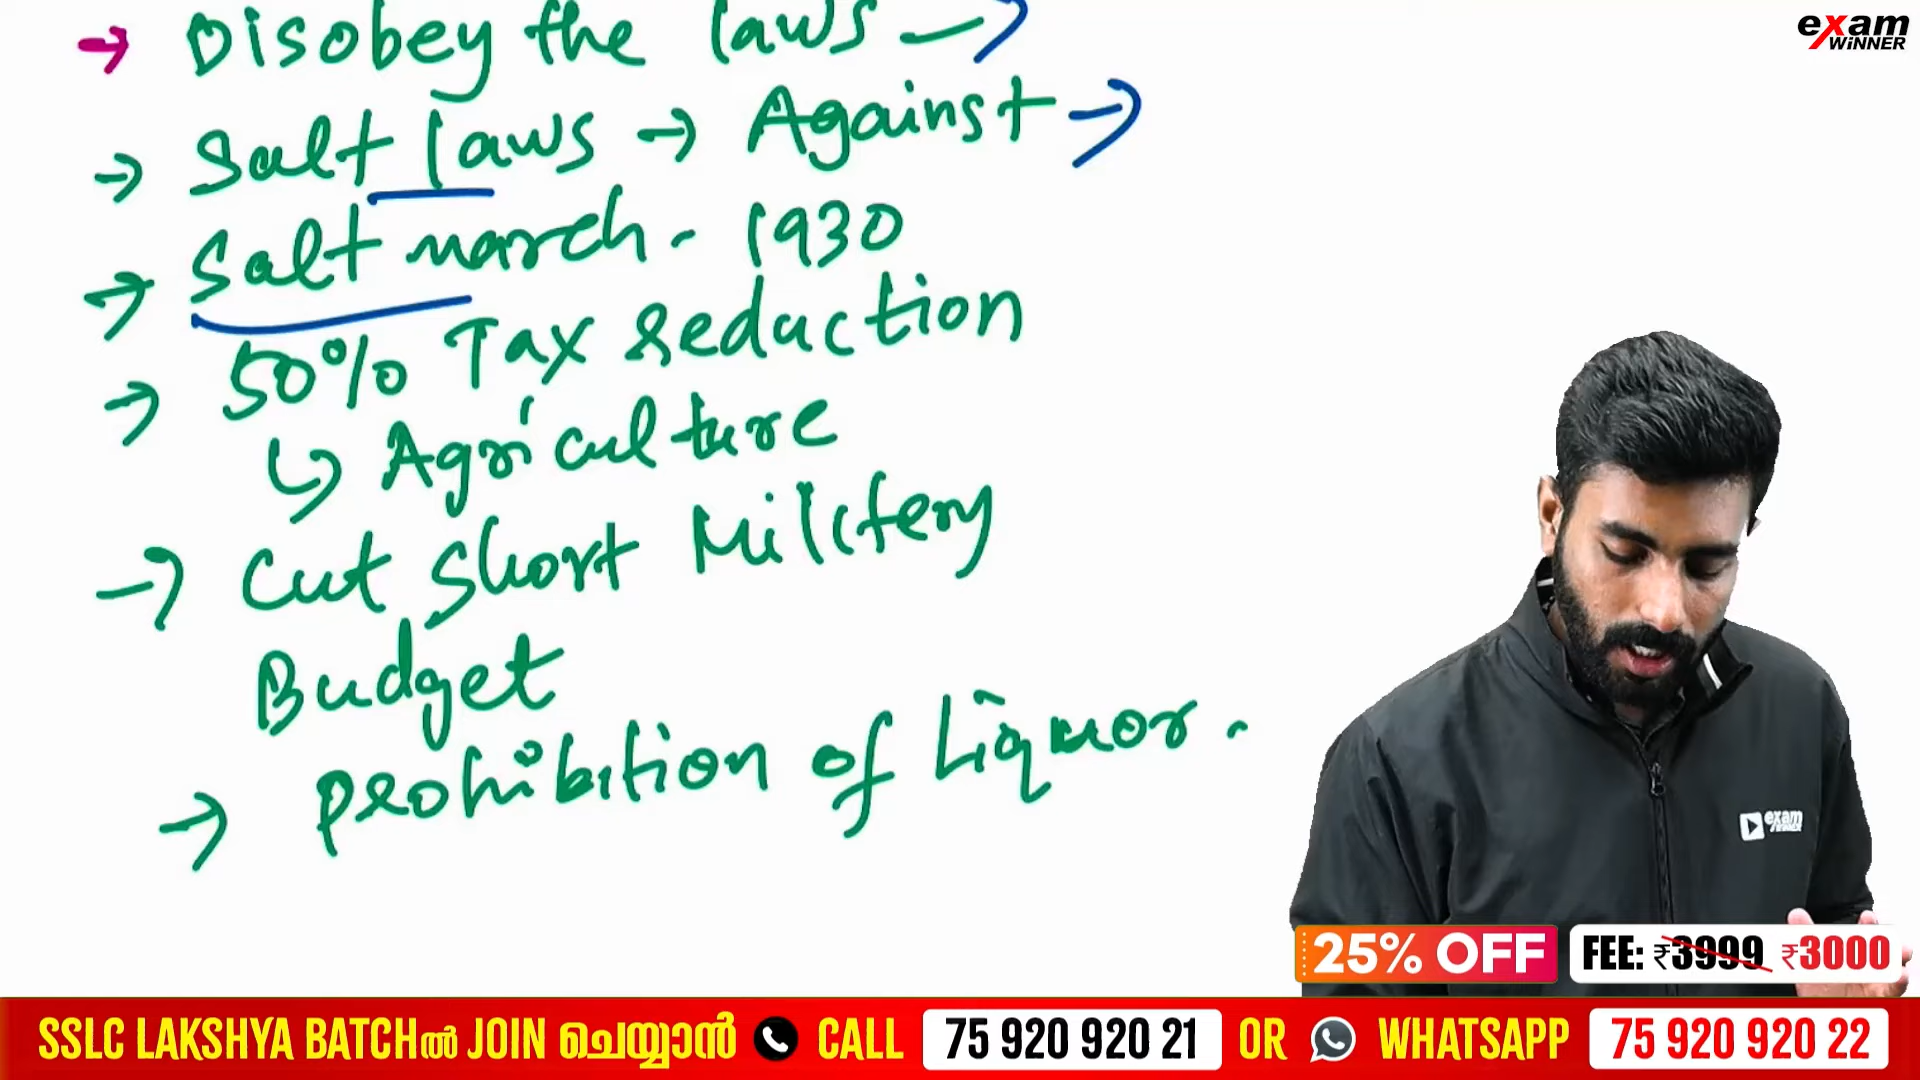 exam
WINNER
→ Disobey the laws →
→ Salt laws → Against →
→ Salt march - 1930
→ 50% Tax reduction
↳ Agriculture
→ Cut short Militery
Budget
→ prohibition of Liquor.
exam
WINNER
25% OFF FEE: ₹3999 ₹3000
SSLC LAKSHYA BATCHൽ JOIN ചെയ്യാൻ CALL 75 920 920 21 OR WHATSAPP 75 920 920 22